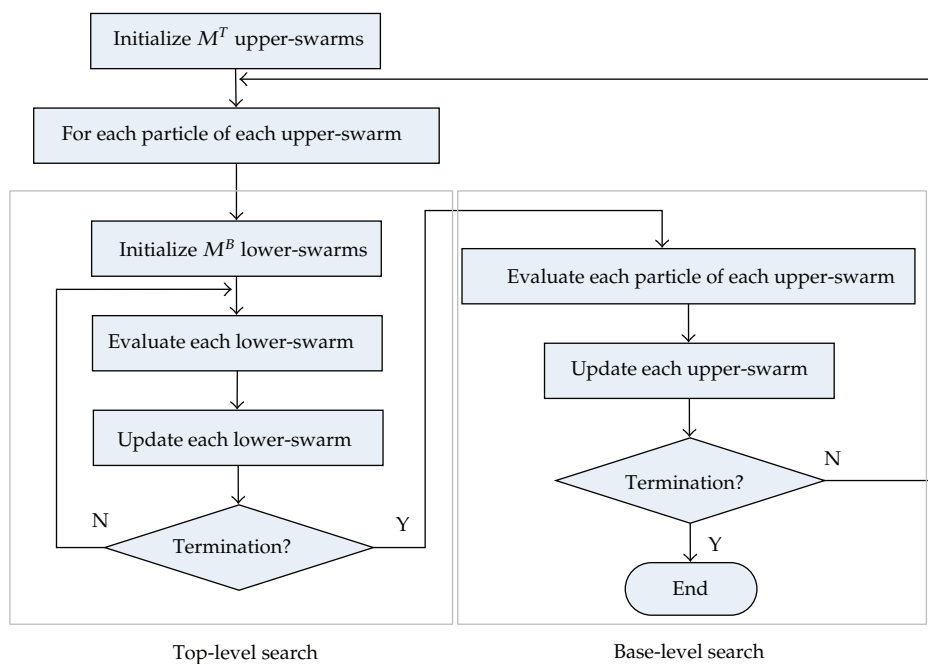 Initialize M^T upper-swarms
For each particle of each upper-swarm
Initialize M^B lower-swarms
Evaluate each lower-swarm
Update each lower-swarm
N
Termination?
Y
Top-level search
Evaluate each particle of each upper-swarm
Update each upper-swarm
Termination?
N
Y
End
Base-level search